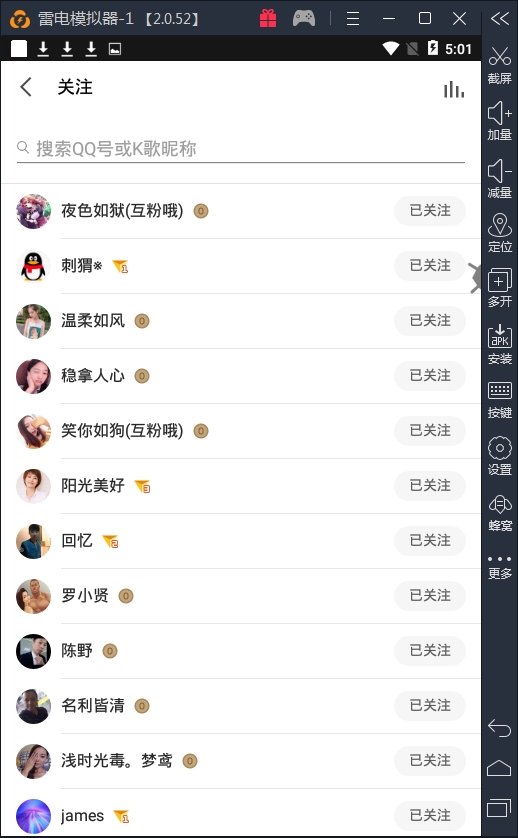 雷电模拟器-1 【2.0.52】
5:01
关注
搜索QQ号或K歌昵称
夜色如狱(互粉哦) 0 已关注
刺猬※ 1 已关注
温柔如风 0 已关注
稳拿人心 0 已关注
笑你如狗(互粉哦) 0 已关注
阳光美好 3 已关注
回忆 2 已关注
罗小贤 0 已关注
陈野 0 已关注
名利皆清 0 已关注
浅时光毒。梦鸢 0 已关注
james 1 已关注
截屏
加量
减量
定位
多开
APK
安装
按键
设置
蜂窝
更多